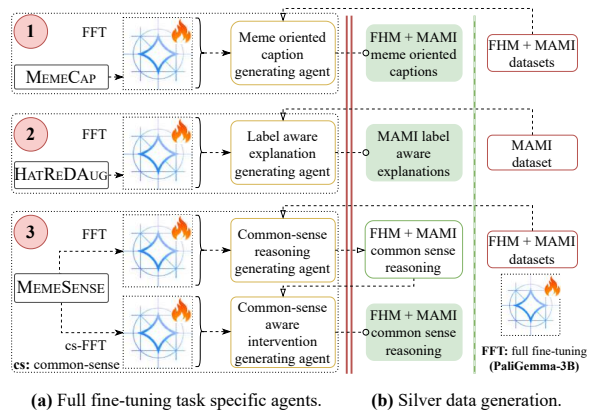 1
FFT
MEMECAP
Meme oriented
caption
generating agent
FHM + MAMI
meme oriented
captions
FHM + MAMI
datasets
2
FFT
HATREDAUG
Label aware
explanation
generating agent
MAMI label
aware
explanations
MAMI
dataset
3
FFT
MEMESENSE
cs-FFT
cs: common-sense
Common-sense
reasoning
generating agent
FHM + MAMI
common sense
reasoning
FHM + MAMI
datasets
Common-sense
aware
intervention
generating agent
FHM + MAMI
common sense
reasoning
FFT: full fine-tuning
(PaliGemma-3B)
(a) Full fine-tuning task specific agents.
(b) Silver data generation.